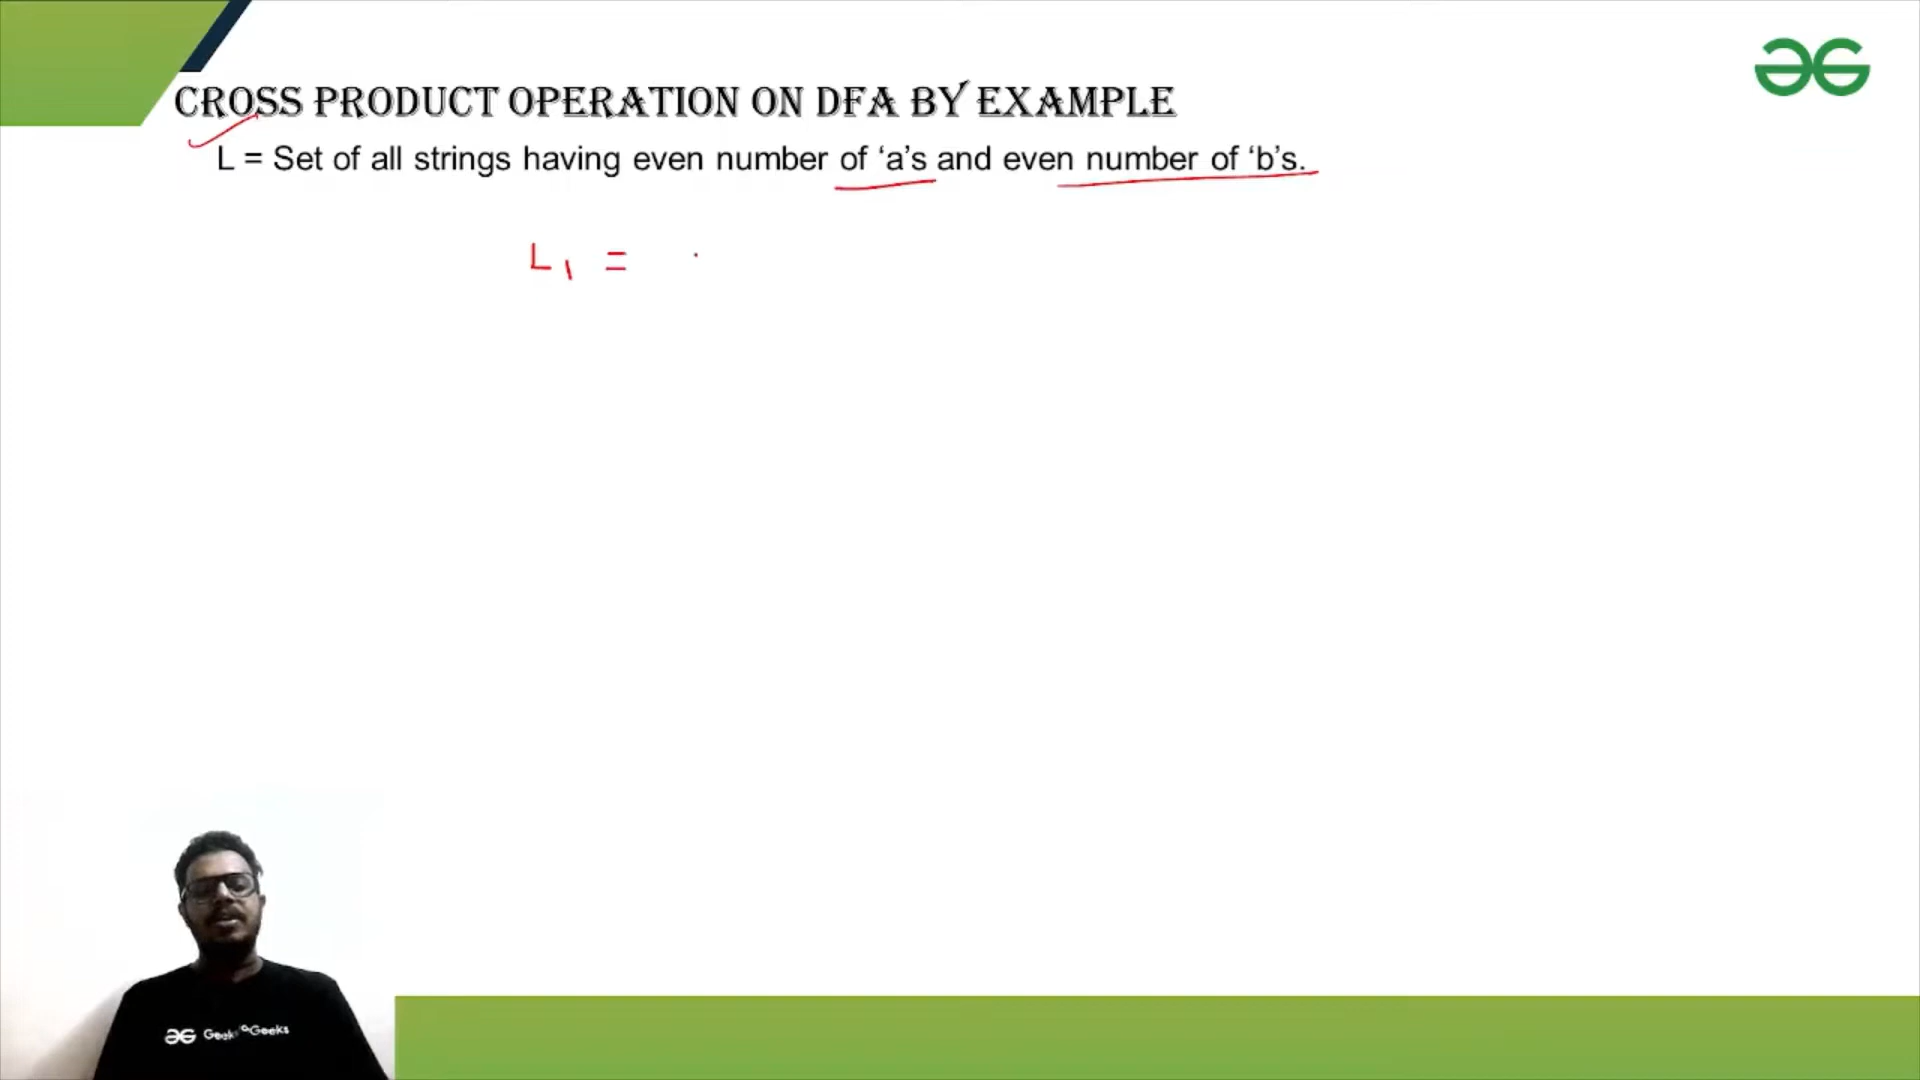 CROSS PRODUCT OPERATION ON DFA BY EXAMPLE
L = Set of all strings having even number of ‘a’s and even number of ‘b’s.
L₁ =
GeeksforGeeks